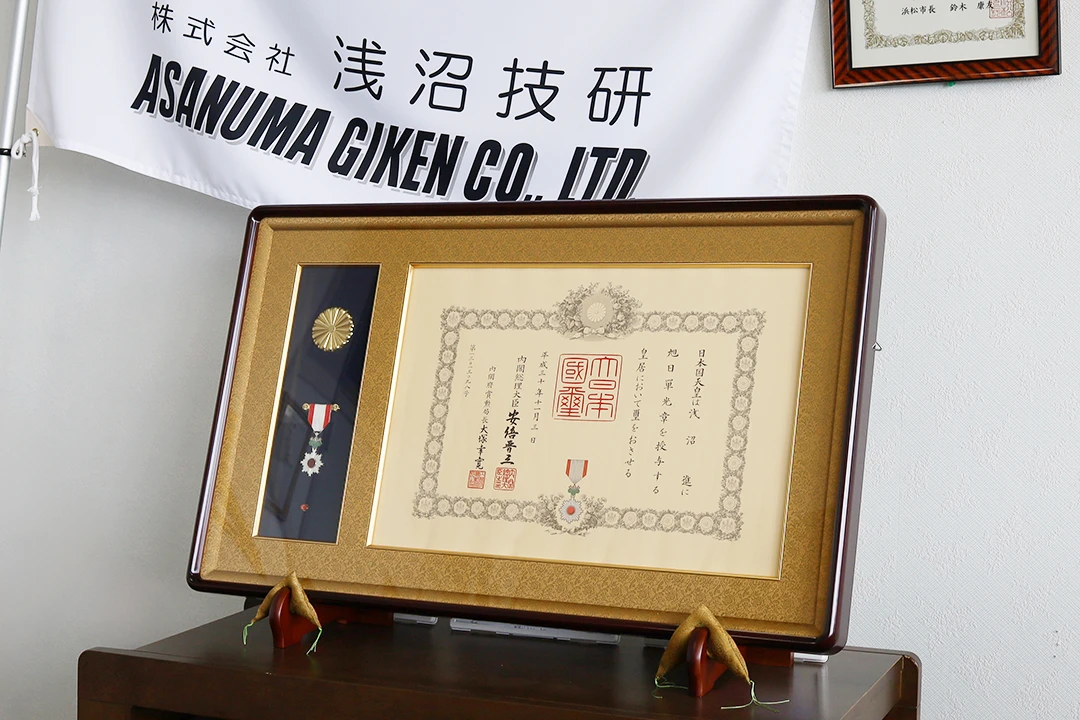 株式会社 浅沼技研
ASANUMA GIKEN CO., LTD.
浜松市長 鈴木 康友
日本国天皇は浅沼 進に
旭日単光章を授与する
皇居において璽をおさせる
大日本國璽
平成三十年十一月三日
内閣総理大臣 安倍晋三
内閣府賞勲局長 大塚幸寛